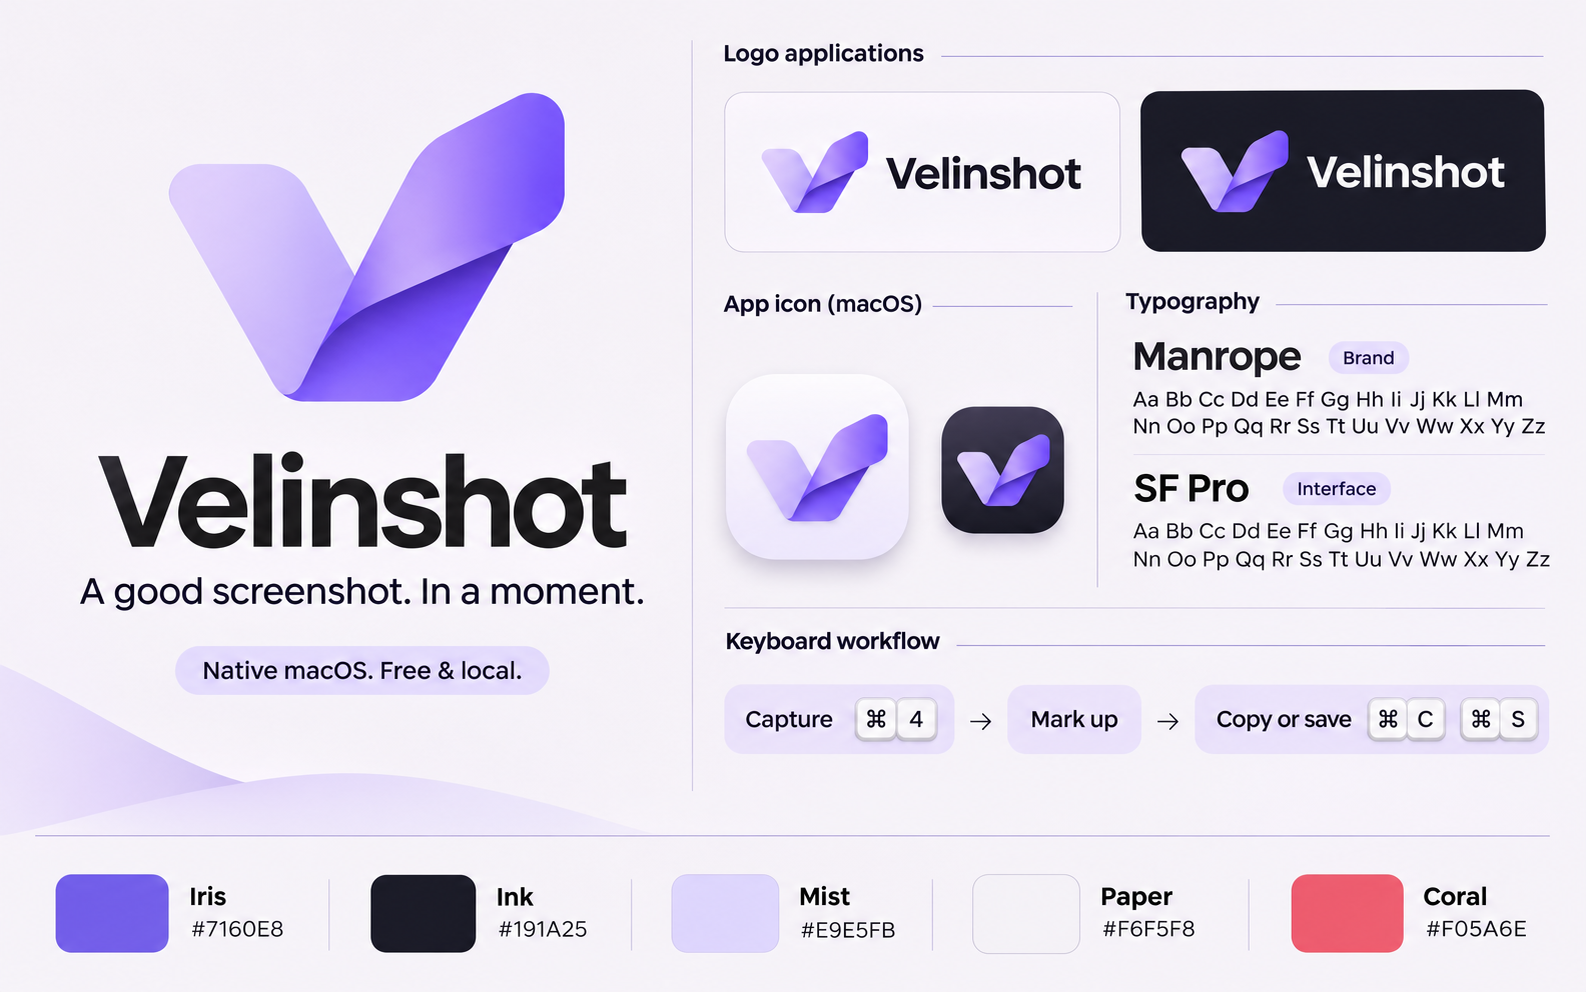 Velinshot
A good screenshot. In a moment.
Native macOS. Free & local.
Logo applications
Velinshot
Velinshot
App icon (macOS)
Typography
Manrope
Brand
Aa Bb Cc Dd Ee Ff Gg Hh Ii Jj Kk Ll Mm
Nn Oo Pp Qq Rr Ss Tt Uu Vv Ww Xx Yy Zz
SF Pro
Interface
Aa Bb Cc Dd Ee Ff Gg Hh Ii Jj Kk Ll Mm
Nn Oo Pp Qq Rr Ss Tt Uu Vv Ww Xx Yy Zz
Keyboard workflow
Capture ⌘ 4 → Mark up → Copy or save ⌘ C ⌘ S
Iris
#7160E8
Ink
#191A25
Mist
#E9E5FB
Paper
#F6F5F8
Coral
#F05A6E